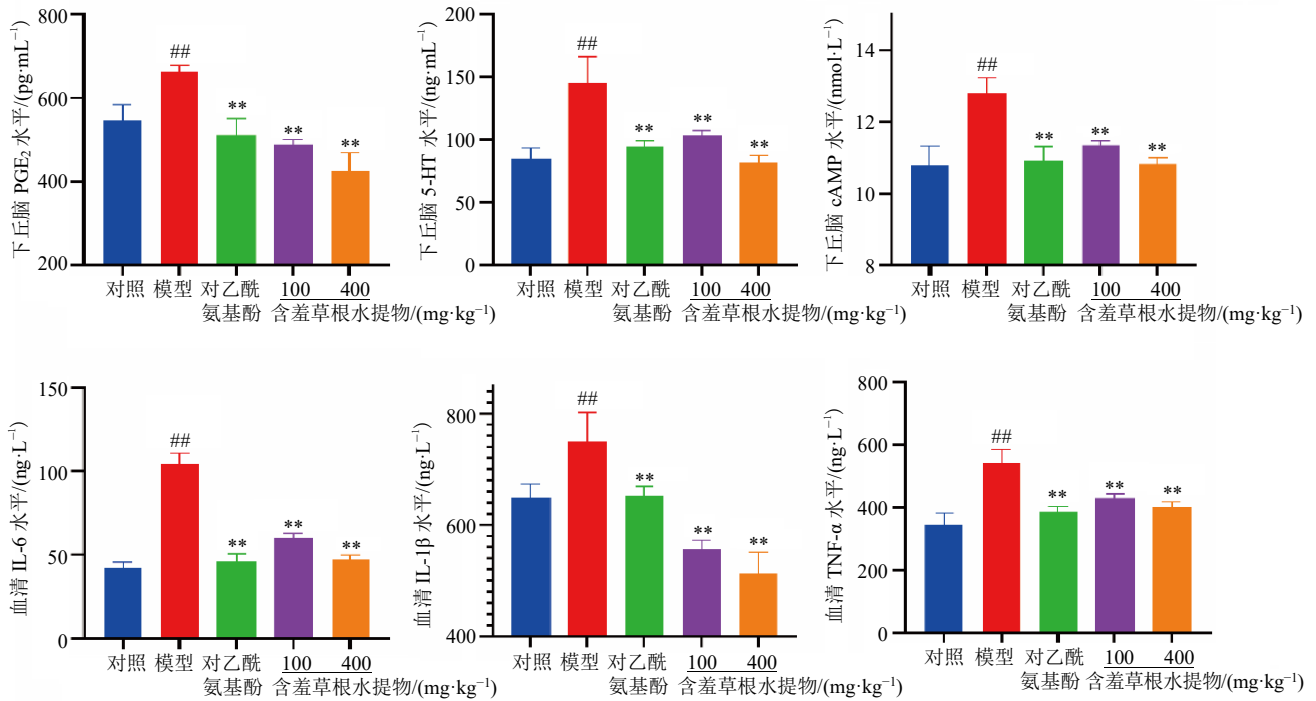 下丘脑 PGE₂ 水平/(pg·mL⁻¹)
800
600
400
200
##
**
**
**
对照 模型 对乙酰氨基酚 100 400
含羞草根水提物/(mg·kg⁻¹)
下丘脑 5-HT 水平/(ng·mL⁻¹)
200
150
100
50
0
##
**
**
**
对照 模型 对乙酰氨基酚 100 400
含羞草根水提物/(mg·kg⁻¹)
下丘脑 cAMP 水平/(nmol·L⁻¹)
14
12
10
8
##
**
**
**
对照 模型 对乙酰氨基酚 100 400
含羞草根水提物/(mg·kg⁻¹)
血清 IL-6 水平/(ng·L⁻¹)
150
100
50
0
##
**
**
**
对照 模型 对乙酰氨基酚 100 400
含羞草根水提物/(mg·kg⁻¹)
血清 IL-1β 水平/(ng·L⁻¹)
800
600
400
##
**
**
**
对照 模型 对乙酰氨基酚 100 400
含羞草根水提物/(mg·kg⁻¹)
血清 TNF-α 水平/(ng·L⁻¹)
800
600
400
200
0
##
**
**
**
对照 模型 对乙酰氨基酚 100 400
含羞草根水提物/(mg·kg⁻¹)